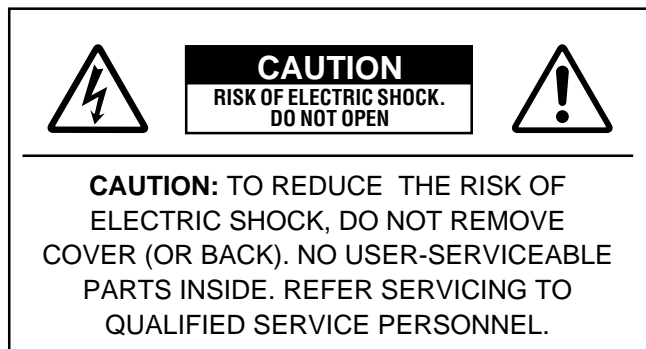 CAUTION
RISK OF ELECTRIC SHOCK.
DO NOT OPEN
CAUTION: TO REDUCE THE RISK OF
ELECTRIC SHOCK, DO NOT REMOVE
COVER (OR BACK). NO USER-SERVICEABLE
PARTS INSIDE. REFER SERVICING TO
QUALIFIED SERVICE PERSONNEL.